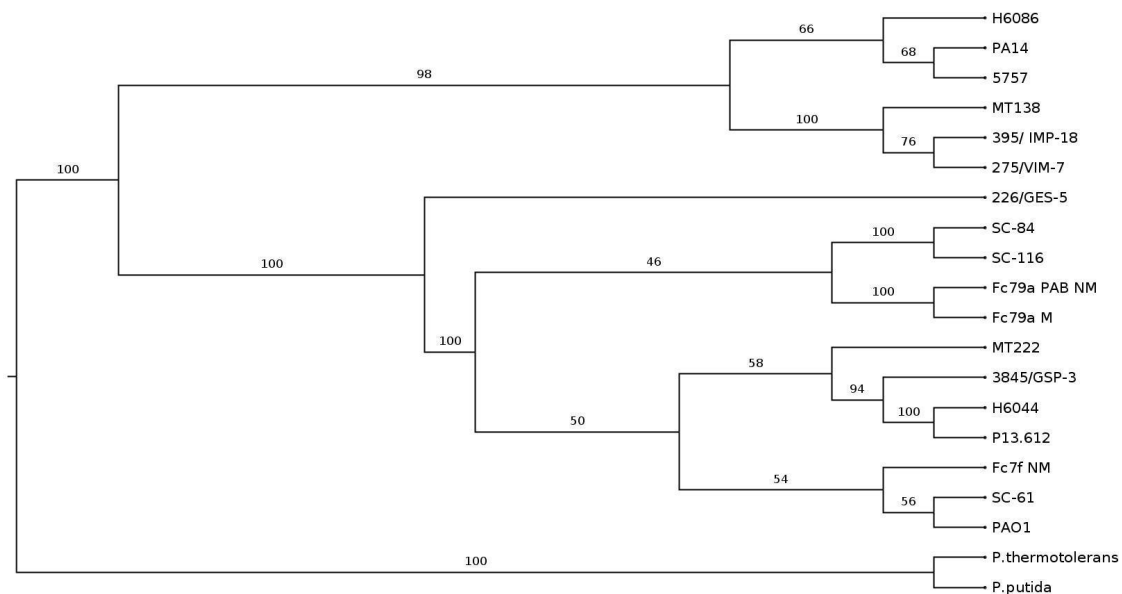 H6086
66
PA14
68
98
5757
MT138
100
395/ IMP-18
76
100
275/VIM-7
226/GES-5
SC-84
100
SC-116
46
100
Fc79a PAB NM
100
Fc79a M
100
MT222
58
3845/GSP-3
94
H6044
100
50
P13.612
Fc7f NM
54
SC-61
56
PAO1
P.thermotolerans
100
P.putida